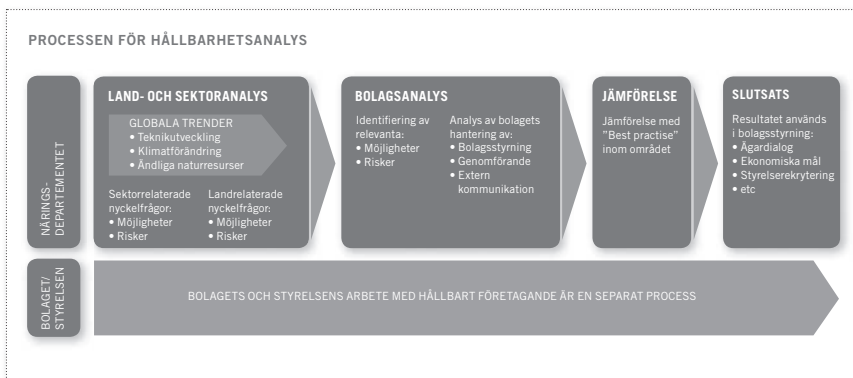 PROCESSEN FÖR HÅLLBARHETSANALYS
NÄRINGS-
DEPARTEMENTET
LAND- OCH SEKTORANALYS
GLOBALA TRENDER
• Teknikutveckling
• Klimatförändring
• Ändliga naturresurser
Sektorrelaterade
nyckelfrågor:
• Möjligheter
• Risker
Landrelaterade
nyckelfrågor:
• Möjligheter
• Risker
BOLAGSANALYS
Identifiering av
relevanta:
• Möjligheter
• Risker
Analys av bolagets
hantering av:
• Bolagsstyrning
• Genomförande
• Extern
kommunikation
JÄMFÖRELSE
Jämförelse med
”Best practise”
inom området
SLUTSATS
Resultatet används
i bolagsstyrning:
• Ägardialog
• Ekonomiska mål
• Styrelserekrytering
• etc
BOLAGET/
STYRELSEN
BOLAGETS OCH STYRELSENS ARBETE MED HÅLLBART FÖRETAGANDE ÄR EN SEPARAT PROCESS